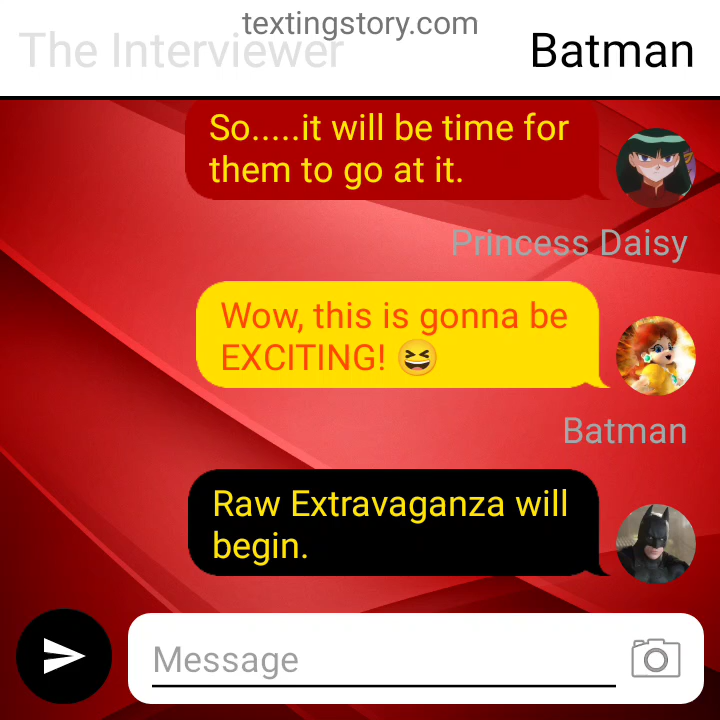 textingstory.com
The Interviewer
Batman
So.....it will be time for
them to go at it.
Princess Daisy
Wow, this is gonna be
EXCITING! 😆
Batman
Raw Extravaganza will
begin.
Message